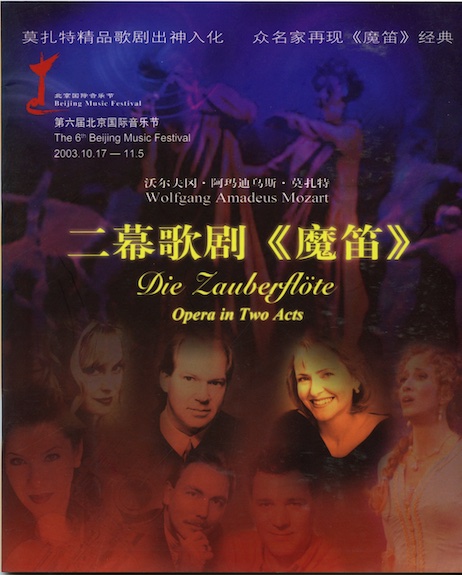 莫扎特精品歌剧出神入化 众名家再现《魔笛》经典
北京国际音乐节
Beijing Music Festival
第六届北京国际音乐节
The 6th Beijing Music Festival
2003.10.17 — 11.5
沃尔夫冈·阿玛迪乌斯·莫扎特
Wolfgang Amadeus Mozart
二幕歌剧《魔笛》
Die Zauberflöte
Opera in Two Acts